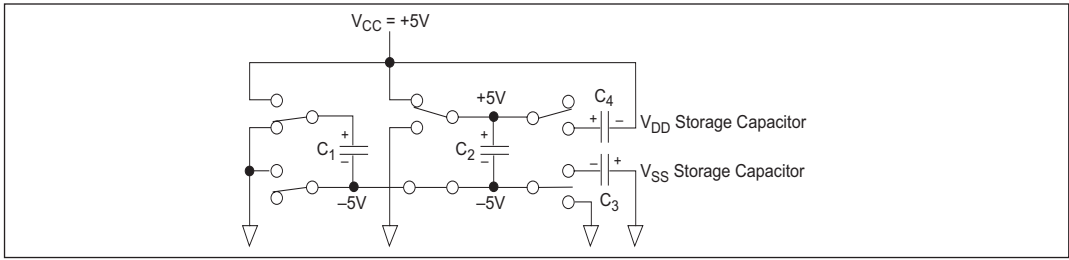 V_CC = +5V
+5V
C_4
+ –
V_DD Storage Capacitor
+
C_1
–
+
C_2
–
– +
V_SS Storage Capacitor
C_3
–5V
–5V